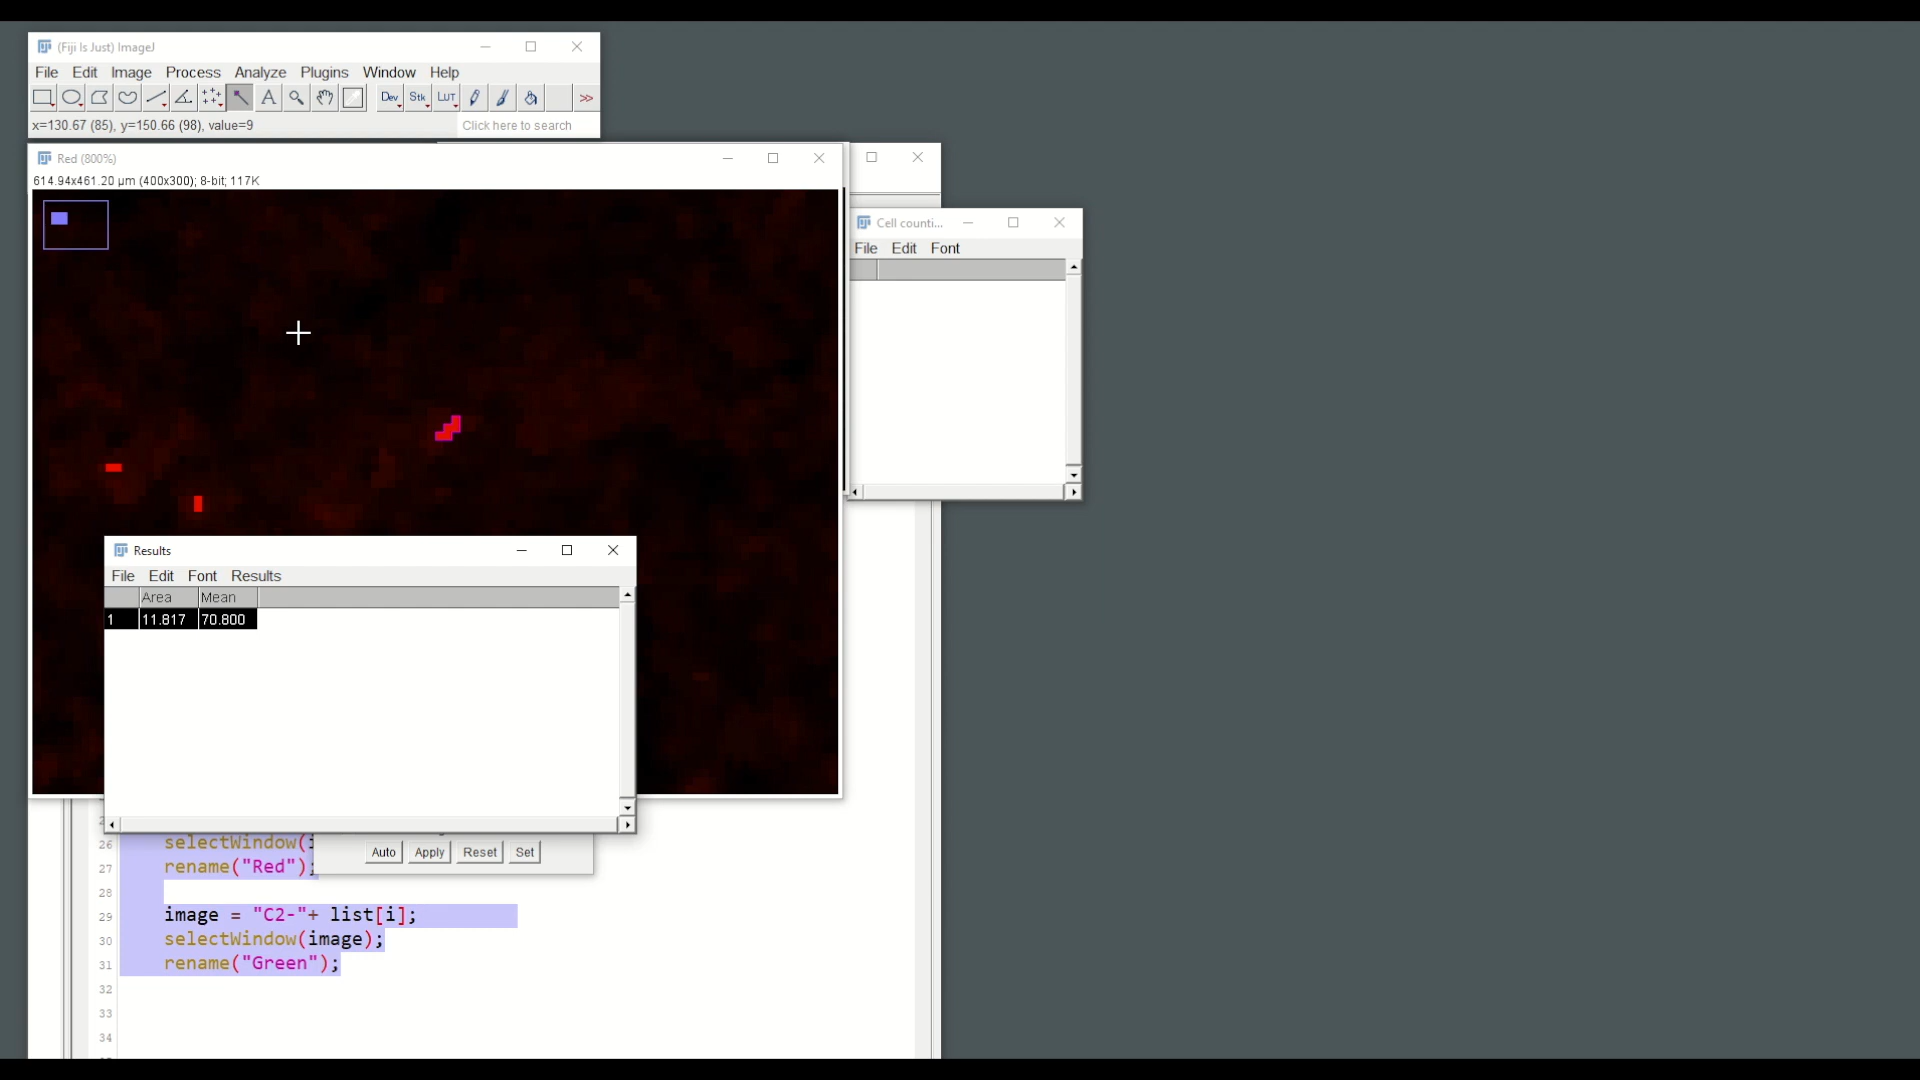 (Fiji Is Just) ImageJ
File Edit Image Process Analyze Plugins Window Help
A Dev Stk LUT >>
x=130.67 (85), y=150.66 (98), value=9
Click here to search
Red (800%)
614.94x461.20 µm (400x300); 8-bit; 117K
Cell counti...
File Edit Font
Results
File Edit Font Results
Area Mean
1 11.817 70.800
Auto Apply Reset Set
26 selectWindow(i
27 rename("Red");
28
29 image = "C2-"+ list[i];
30 selectWindow(image);
31 rename("Green");
32
33
34